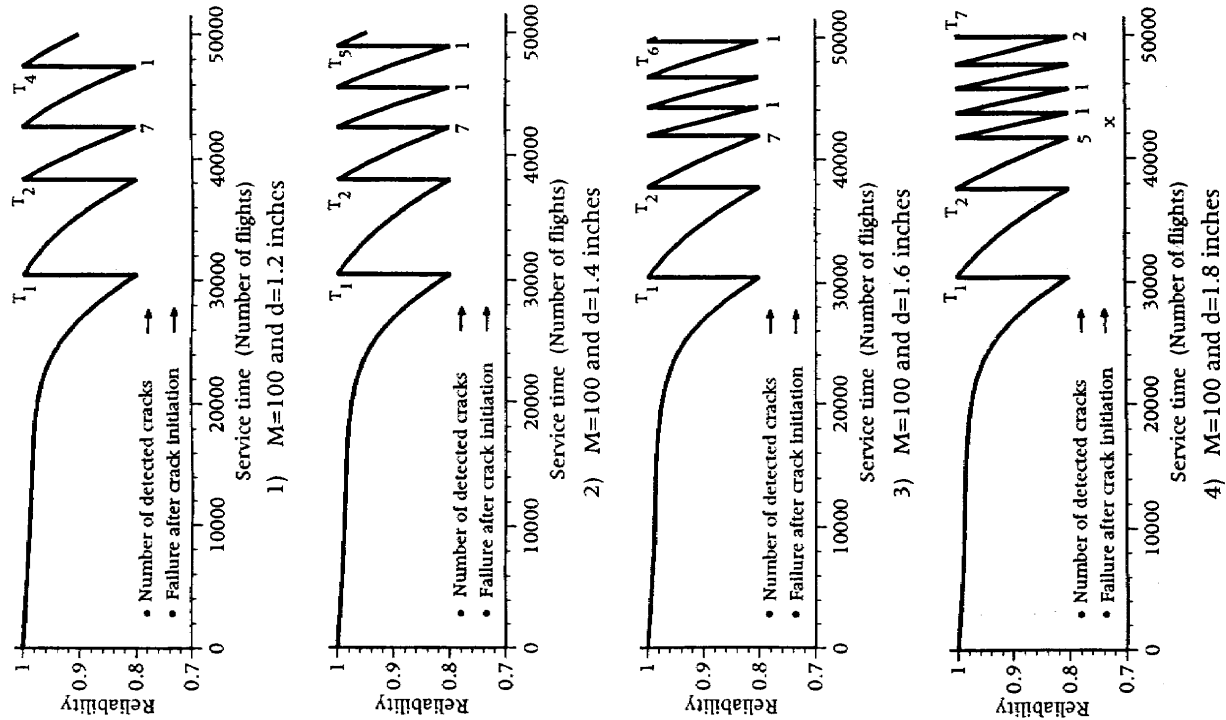 Reliability
1
0.9
0.8
0.7
T1
T2
T4
7
1
• Number of detected cracks →
• Failure after crack initiation →
0 10000 20000 30000 40000 50000
Service time (Number of flights)
1) M=100 and d=1.2 inches
Reliability
1
0.9
0.8
0.7
T1
T2
T5
7
1
1
• Number of detected cracks →
• Failure after crack initiation →
0 10000 20000 30000 40000 50000
Service time (Number of flights)
2) M=100 and d=1.4 inches
Reliability
1
0.9
0.8
0.7
T1
T2
T6
7
1
1
• Number of detected cracks →
• Failure after crack initiation →
0 10000 20000 30000 40000 50000
Service time (Number of flights)
3) M=100 and d=1.6 inches
Reliability
1
0.9
0.8
0.7
T1
T2
T7
5
1
1
2
• Number of detected cracks →
• Failure after crack initiation →
x
0 10000 20000 30000 40000 50000
Service time (Number of flights)
4) M=100 and d=1.8 inches